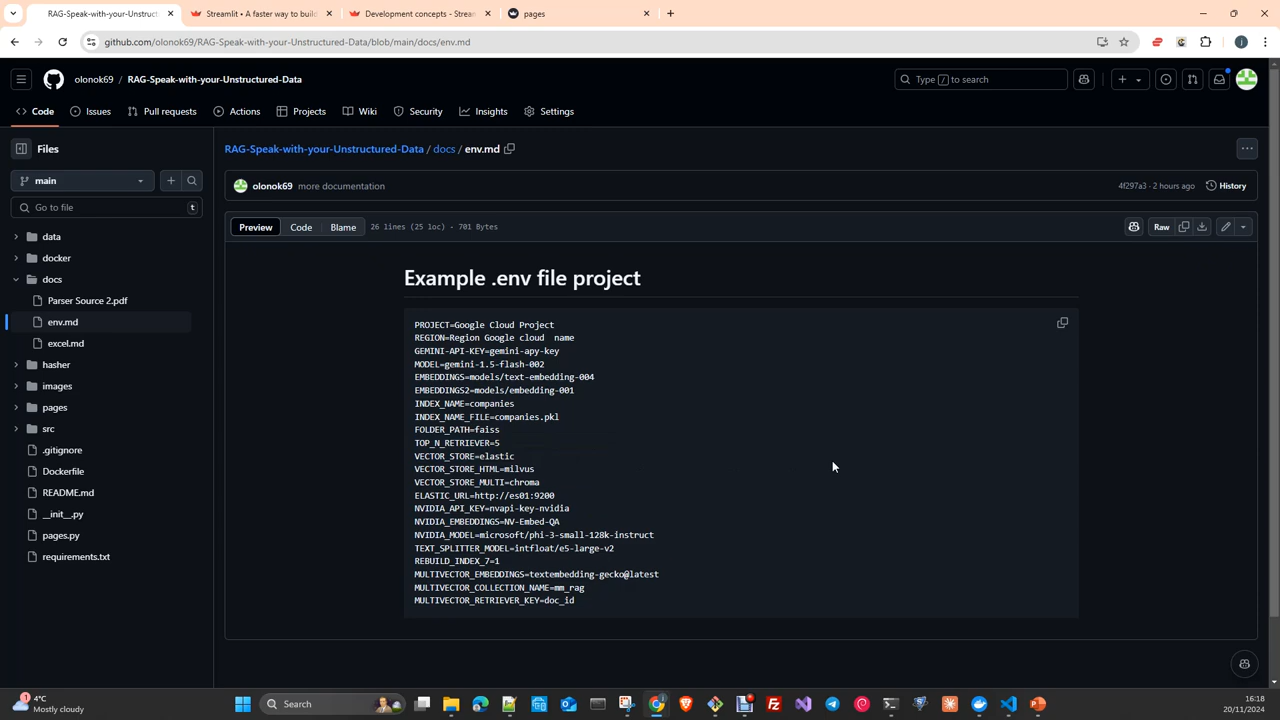 RAG-Speak-with-your-Unstruct
Streamlit • A faster way to build
Development concepts - Stream
pages
github.com/olonok69/RAG-Speak-with-your-Unstructured-Data/blob/main/docs/env.md
olonok69 / RAG-Speak-with-your-Unstructured-Data
Type / to search
Code
Issues
Pull requests
Actions
Projects
Wiki
Security
Insights
Settings
Files
RAG-Speak-with-your-Unstructured-Data / docs / env.md
main
olonok69 more documentation
4f297a3 · 2 hours ago
History
Go to file
t
Preview
Code
Blame
26 lines (25 loc) · 701 Bytes
Raw
data
docker
docs
Parser Source 2.pdf
env.md
excel.md
hasher
images
pages
src
.gitignore
Dockerfile
README.md
__init__.py
pages.py
requirements.txt
Example .env file project
PROJECT=Google Cloud Project
REGION=Region Google cloud  name
GEMINI-API-KEY=gemini-apy-key
MODEL=gemini-1.5-flash-002
EMBEDDINGS=models/text-embedding-004
EMBEDDINGS2=models/embedding-001
INDEX_NAME=companies
INDEX_NAME_FILE=companies.pkl
FOLDER_PATH=faiss
TOP_N_RETRIEVER=5
VECTOR_STORE=elastic
VECTOR_STORE_HTML=milvus
VECTOR_STORE_MULTI=chroma
ELASTIC_URL=http://es01:9200
NVIDIA_API_KEY=nvapi-key-nvidia
NVIDIA_EMBEDDINGS=NV-Embed-QA
NVIDIA_MODEL=microsoft/phi-3-small-128k-instruct
TEXT_SPLITTER_MODEL=intfloat/e5-large-v2
REBUILD_INDEX_7=1
MULTIVECTOR_EMBEDDINGS=textembedding-gecko@latest
MULTIVECTOR_COLLECTION_NAME=mm_rag
MULTIVECTOR_RETRIEVER_KEY=doc_id
1
4°C
Mostly cloudy
Search
16:18
20/11/2024